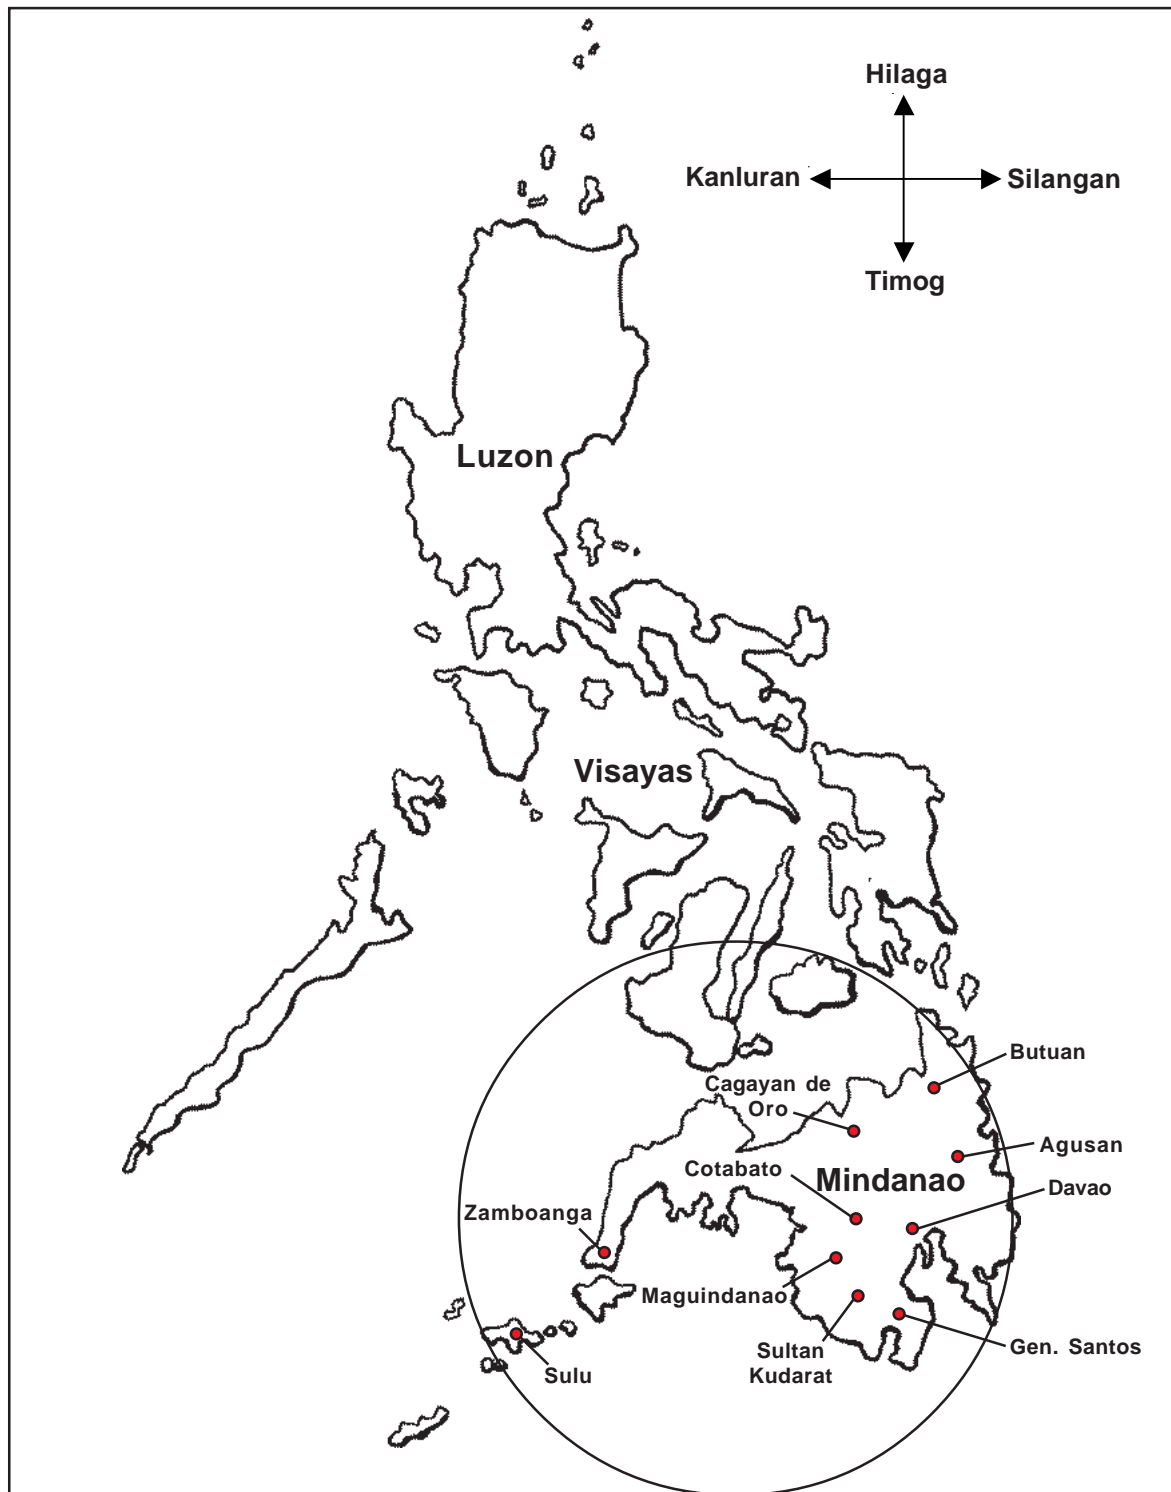 Hilaga
Kanluran
Silangan
Timog
Luzon
Visayas
Butuan
Cagayan de
Oro
Agusan
Cotabato
Mindanao
Davao
Zamboanga
Maguindanao
Sultan
Kudarat
Gen. Santos
Sulu